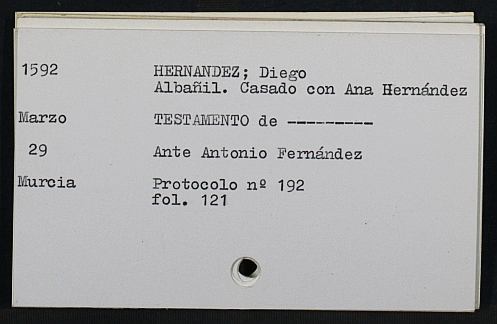 1592 HERNANDEZ; Diego
Albañil. Casado con Ana Hernández
Marzo TESTAMENTO de ---------
29 Ante Antonio Fernández
Murcia Protocolo nº 192
fol. 121